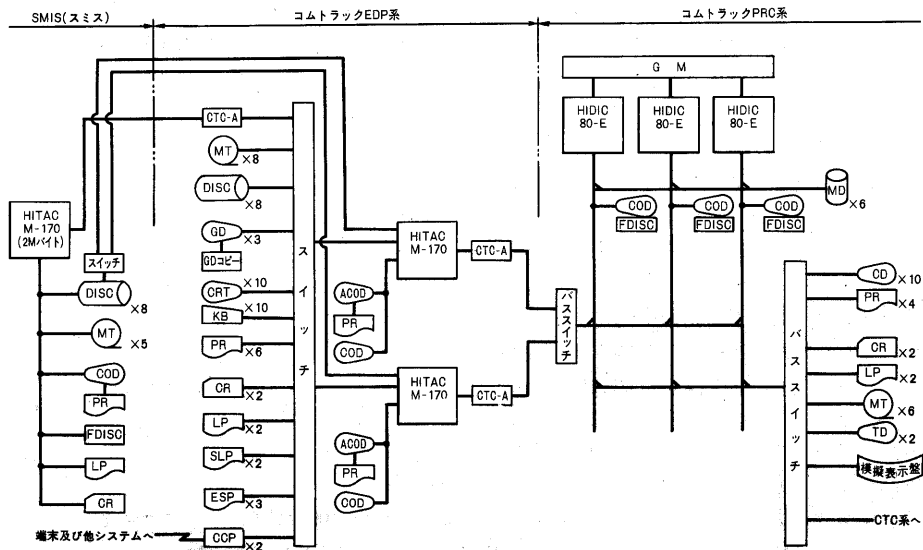 SMIS(スミス)
コムトラックEDP系
コムトラックPRC系
HITAC
M-170
(2Mバイト)
スイッチ
DISC
×8
MT
×5
COD
PR
FDISC
LP
CR
端末及び他システムへ
CTC-A
MT
×8
DISC
×8
GD
×3
GDコピー
CRT
×10
KB
×10
PR
×6
CR
×2
LP
×2
SLP
×2
ESP
×3
CCP
×2
スイッチ
HITAC
M-170
CTC-A
ACOD
PR
COD
HITAC
M-170
CTC-A
ACOD
PR
COD
バススイッチ
G M
HIDIC
80-E
HIDIC
80-E
HIDIC
80-E
MD
×6
COD
FDISC
COD
FDISC
COD
FDISC
バススイッチ
CD
×10
PR
×4
CR
×2
LP
×2
MT
×6
TD
×2
模擬表示盤
CTC系へ